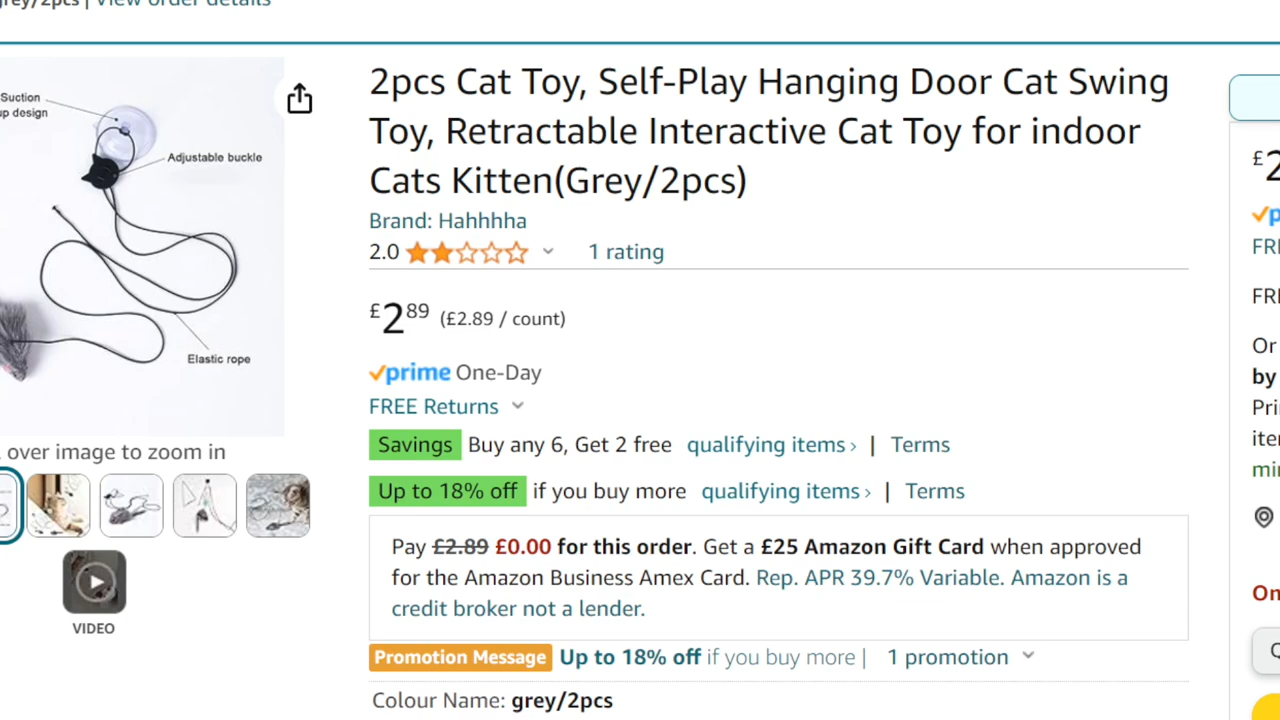 grey/2pcs | View order details
Suction
up design
Adjustable buckle
Elastic rope
over image to zoom in
VIDEO
2pcs Cat Toy, Self-Play Hanging Door Cat Swing
Toy, Retractable Interactive Cat Toy for indoor
Cats Kitten(Grey/2pcs)
Brand: Hahhhha
2.0 1 rating
£2 89 (£2.89 / count)
prime One-Day
FREE Returns
Savings Buy any 6, Get 2 free qualifying items › | Terms
Up to 18% off if you buy more qualifying items › | Terms
Pay £2.89 £0.00 for this order. Get a £25 Amazon Gift Card when approved
for the Amazon Business Amex Card. Rep. APR 39.7% Variable. Amazon is a
credit broker not a lender.
Promotion Message Up to 18% off if you buy more | 1 promotion
Colour Name: grey/2pcs
£2
Or
by